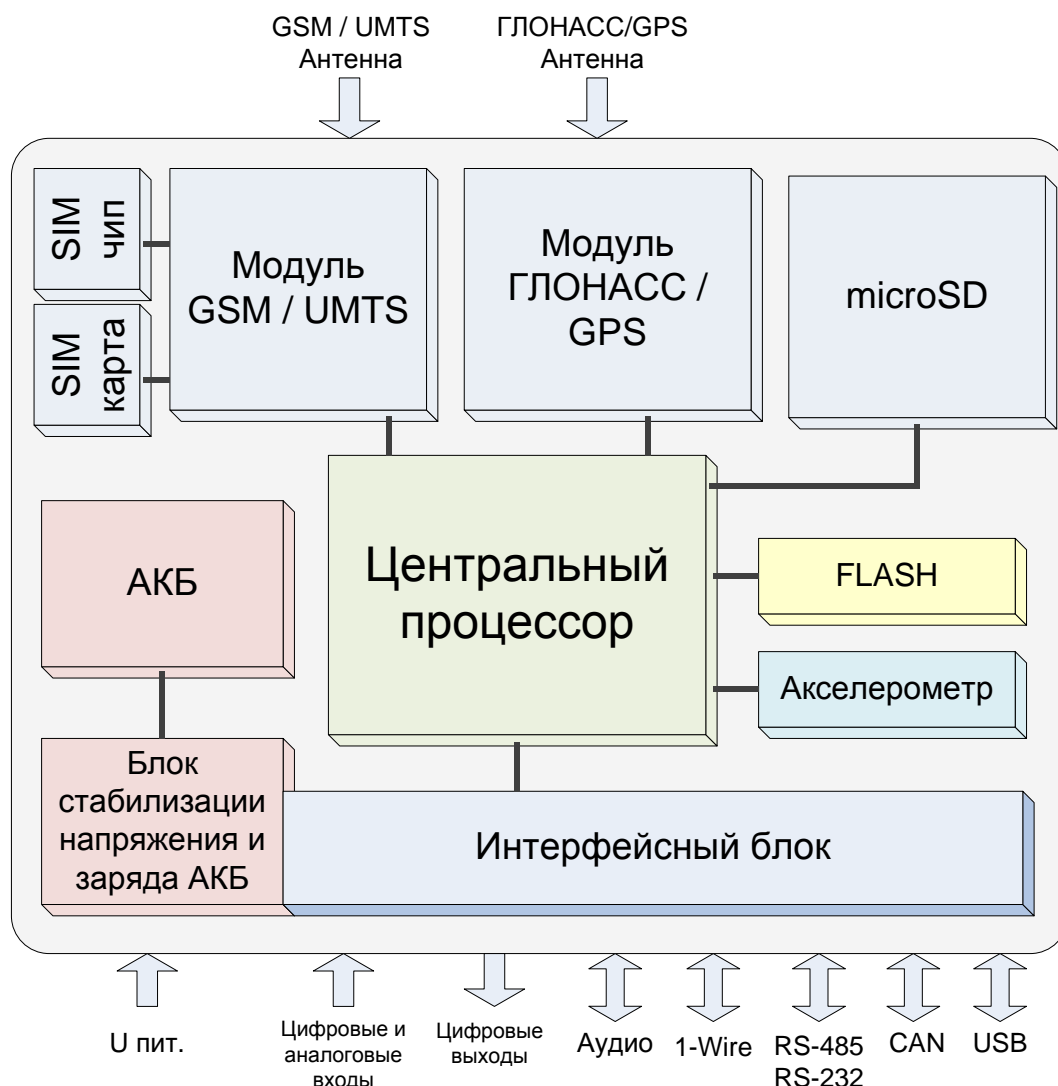 GSM / UMTS
Антенна
ГЛОНАСС/GPS
Антенна
SIM
чип
SIM
карта
Модуль
GSM / UMTS
Модуль
ГЛОНАСС /
GPS
microSD
АКБ
Центральный
процессор
FLASH
Акселерометр
Блок
стабилизации
напряжения и
заряда АКБ
Интерфейсный блок
U пит.
Цифровые и
аналоговые
входы
Цифровые
выходы
Аудио
1-Wire
RS-485
RS-232
CAN
USB